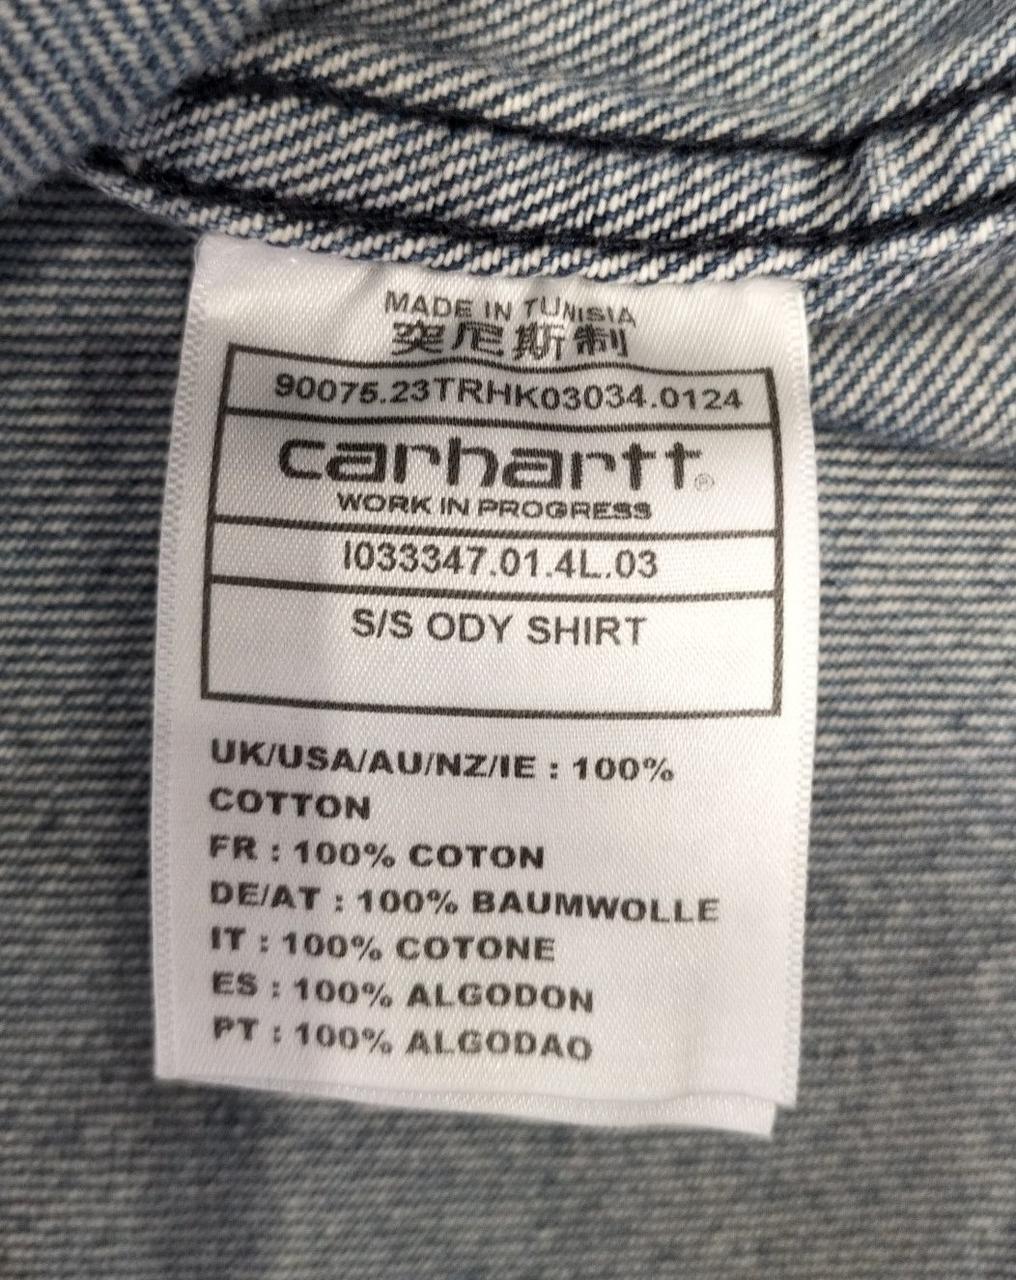 MADE IN TUNISIA
突尼斯制
90075.23TRHK03034.0124
carhartt®
WORK IN PROGRESS
I033347.01.4L.03
S/S ODY SHIRT
UK/USA/AU/NZ/IE : 100%
COTTON
FR : 100% COTON
DE/AT : 100% BAUMWOLLE
IT : 100% COTONE
ES : 100% ALGODON
PT : 100% ALGODAO